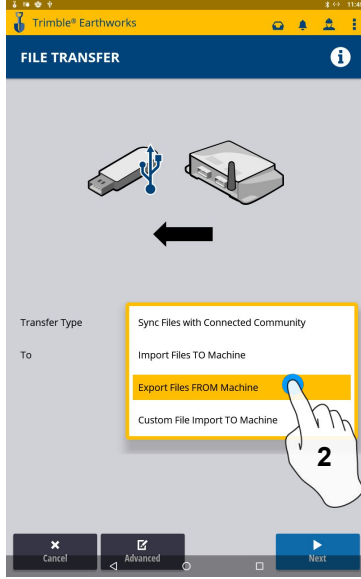 Trimble® Earthworks
FILE TRANSFER
Transfer Type
Sync Files with Connected Community
To
Import Files TO Machine
Export Files FROM Machine
Custom File Import TO Machine
2
Cancel
Advanced
Next